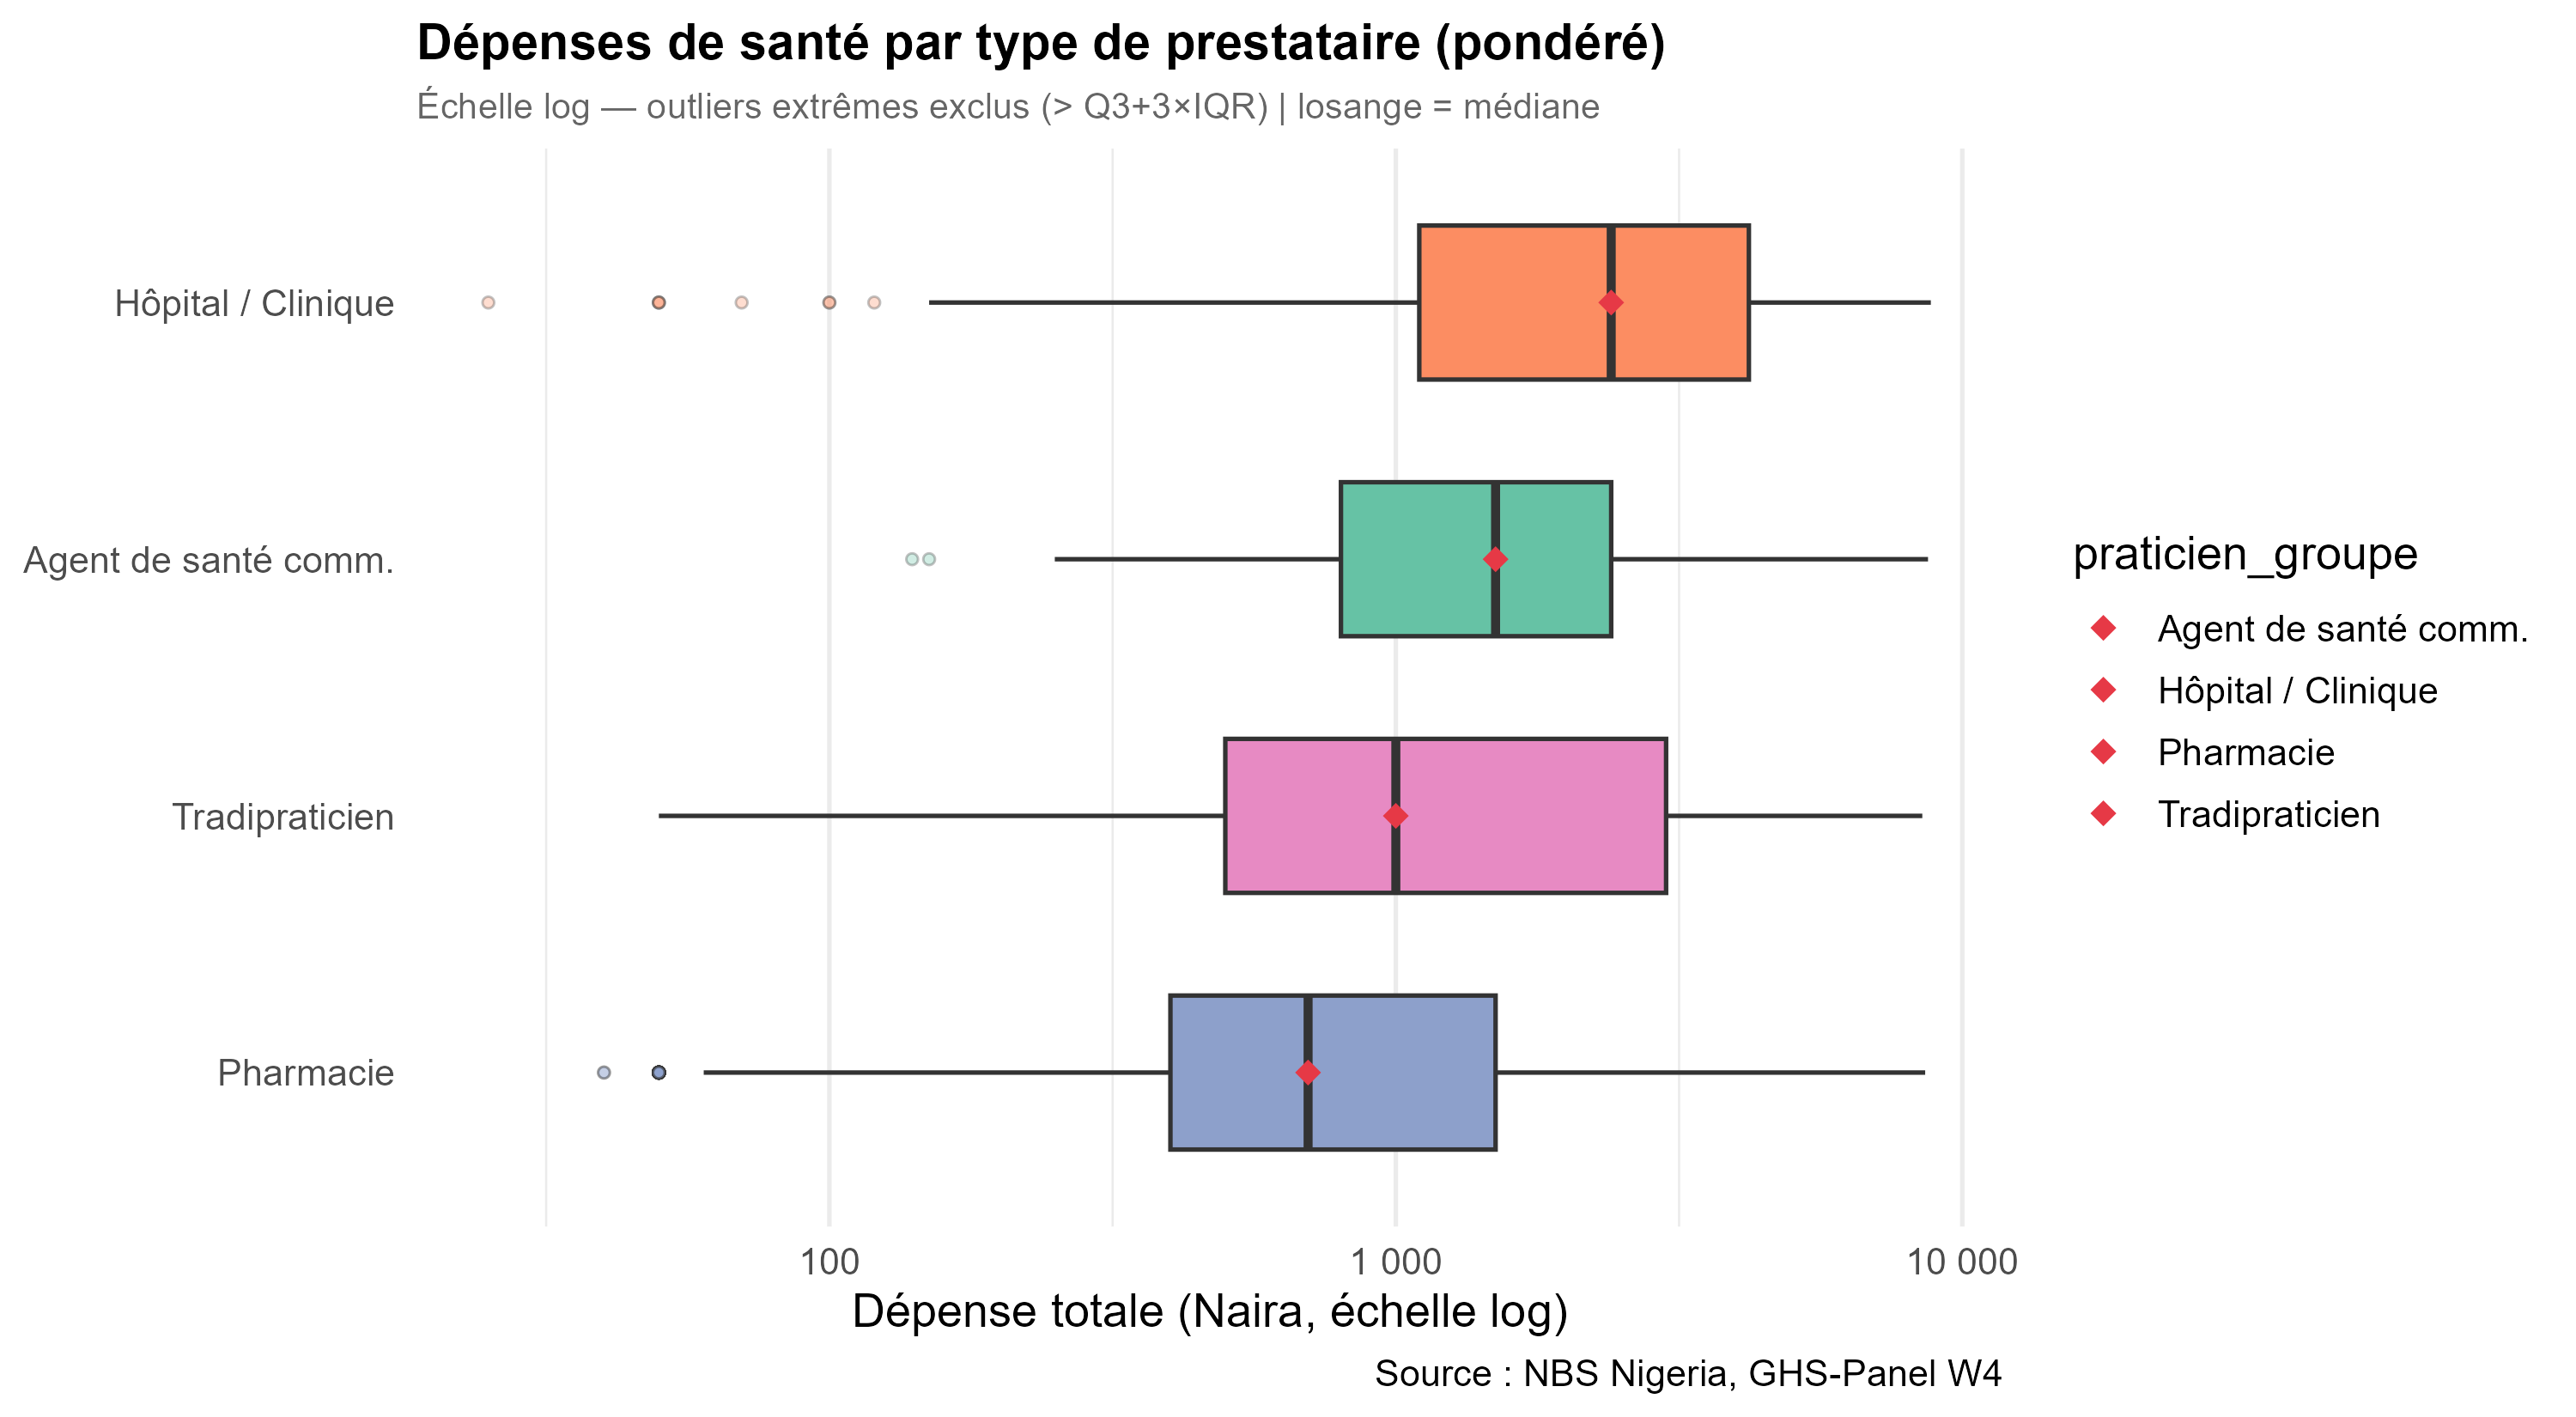 Dépenses de santé par type de prestataire (pondéré)
Échelle log — outliers extrêmes exclus (> Q3+3×IQR) | losange = médiane
Hôpital / Clinique
Agent de santé comm.
Tradipraticien
Pharmacie
100
1 000
10 000
Dépense totale (Naira, échelle log)
Source : NBS Nigeria, GHS-Panel W4
praticien_groupe
Agent de santé comm.
Hôpital / Clinique
Pharmacie
Tradipraticien